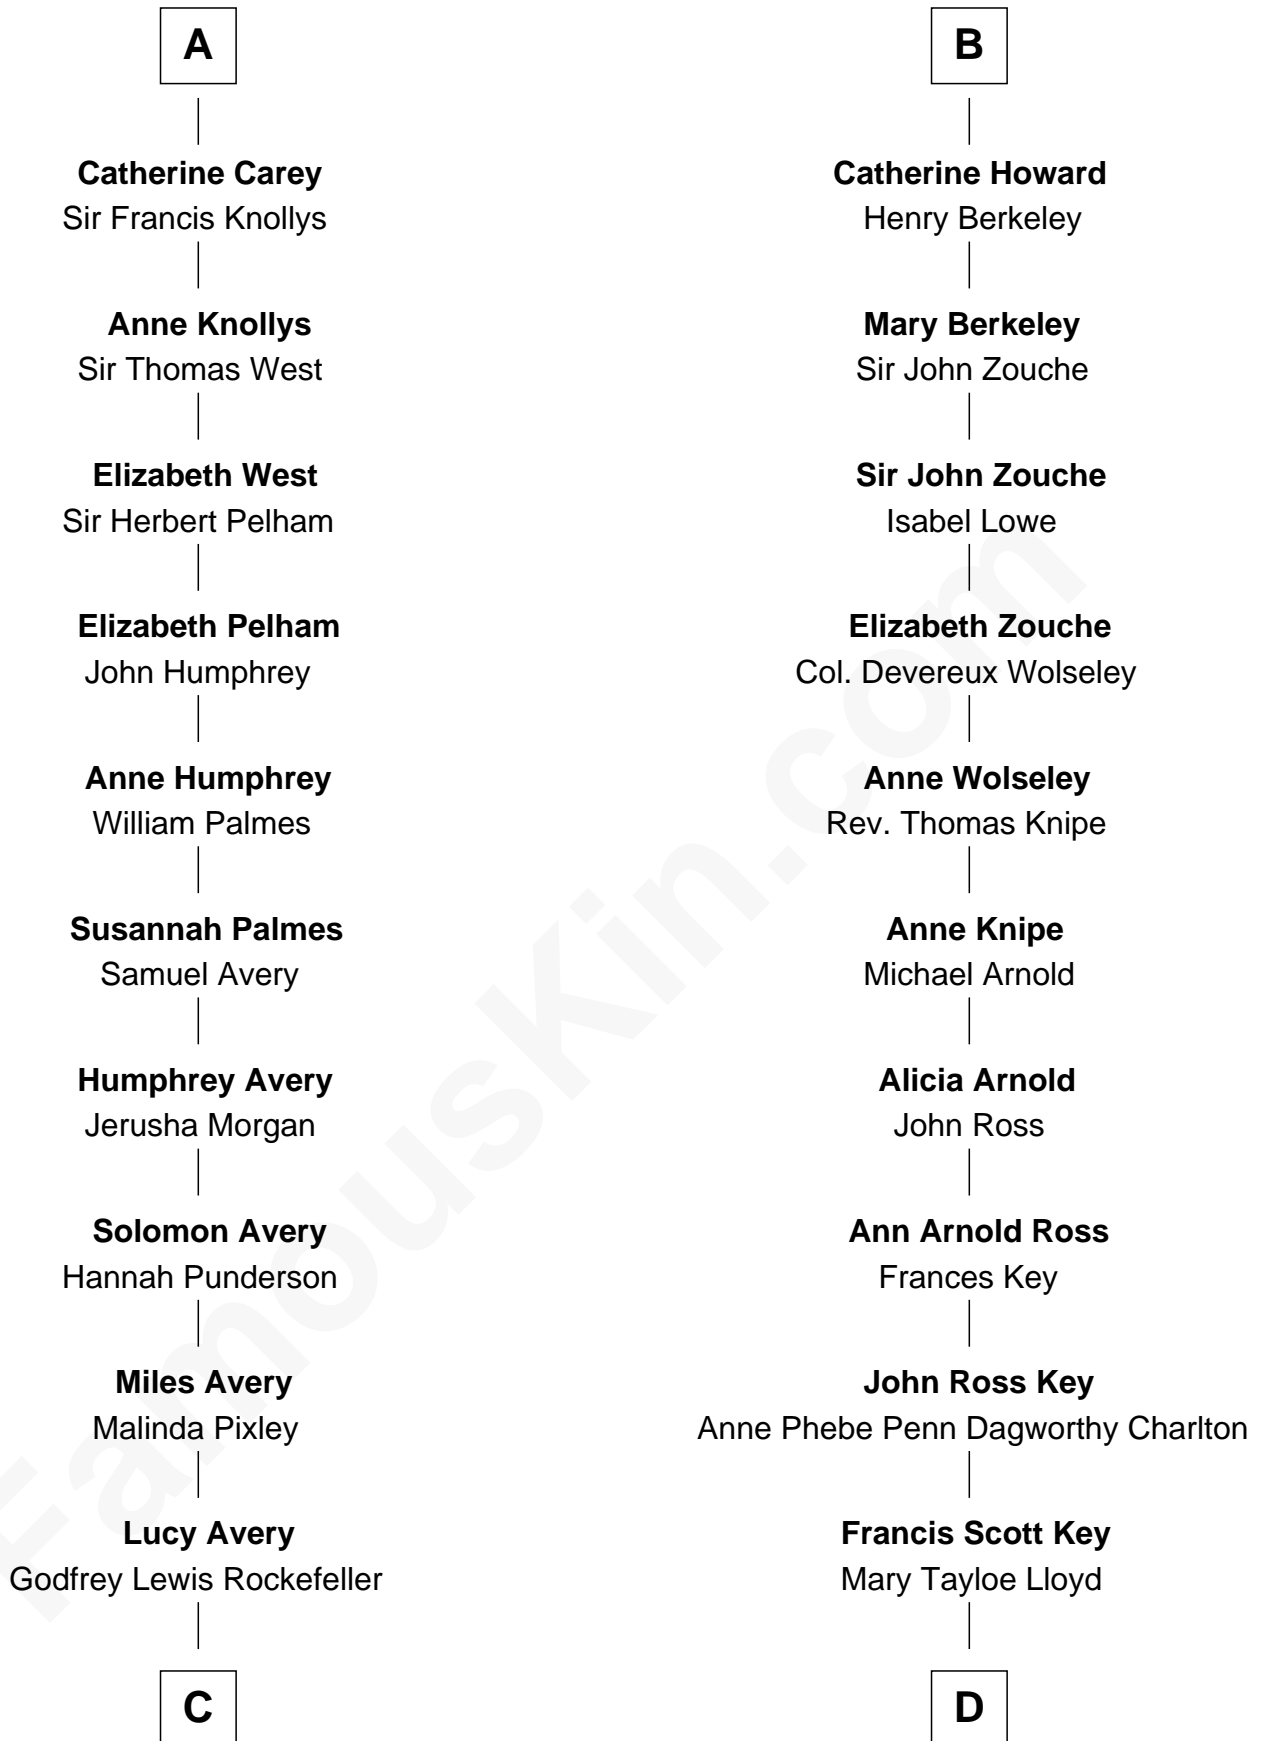 A
Catherine Carey
Sir Francis Knollys
Anne Knollys
Sir Thomas West
Elizabeth West
Sir Herbert Pelham
Elizabeth Pelham
John Humphrey
Anne Humphrey
William Palmes
Susannah Palmes
Samuel Avery
Humphrey Avery
Jerusha Morgan
Solomon Avery
Hannah Punderson
Miles Avery
Malinda Pixley
Lucy Avery
Godfrey Lewis Rockefeller
C
B
Catherine Howard
Henry Berkeley
Mary Berkeley
Sir John Zouche
Sir John Zouche
Isabel Lowe
Elizabeth Zouche
Col. Devereux Wolseley
Anne Wolseley
Rev. Thomas Knipe
Anne Knipe
Michael Arnold
Alicia Arnold
John Ross
Ann Arnold Ross
Frances Key
John Ross Key
Anne Phebe Penn Dagworthy Charlton
Francis Scott Key
Mary Tayloe Lloyd
D
FamousKin.com